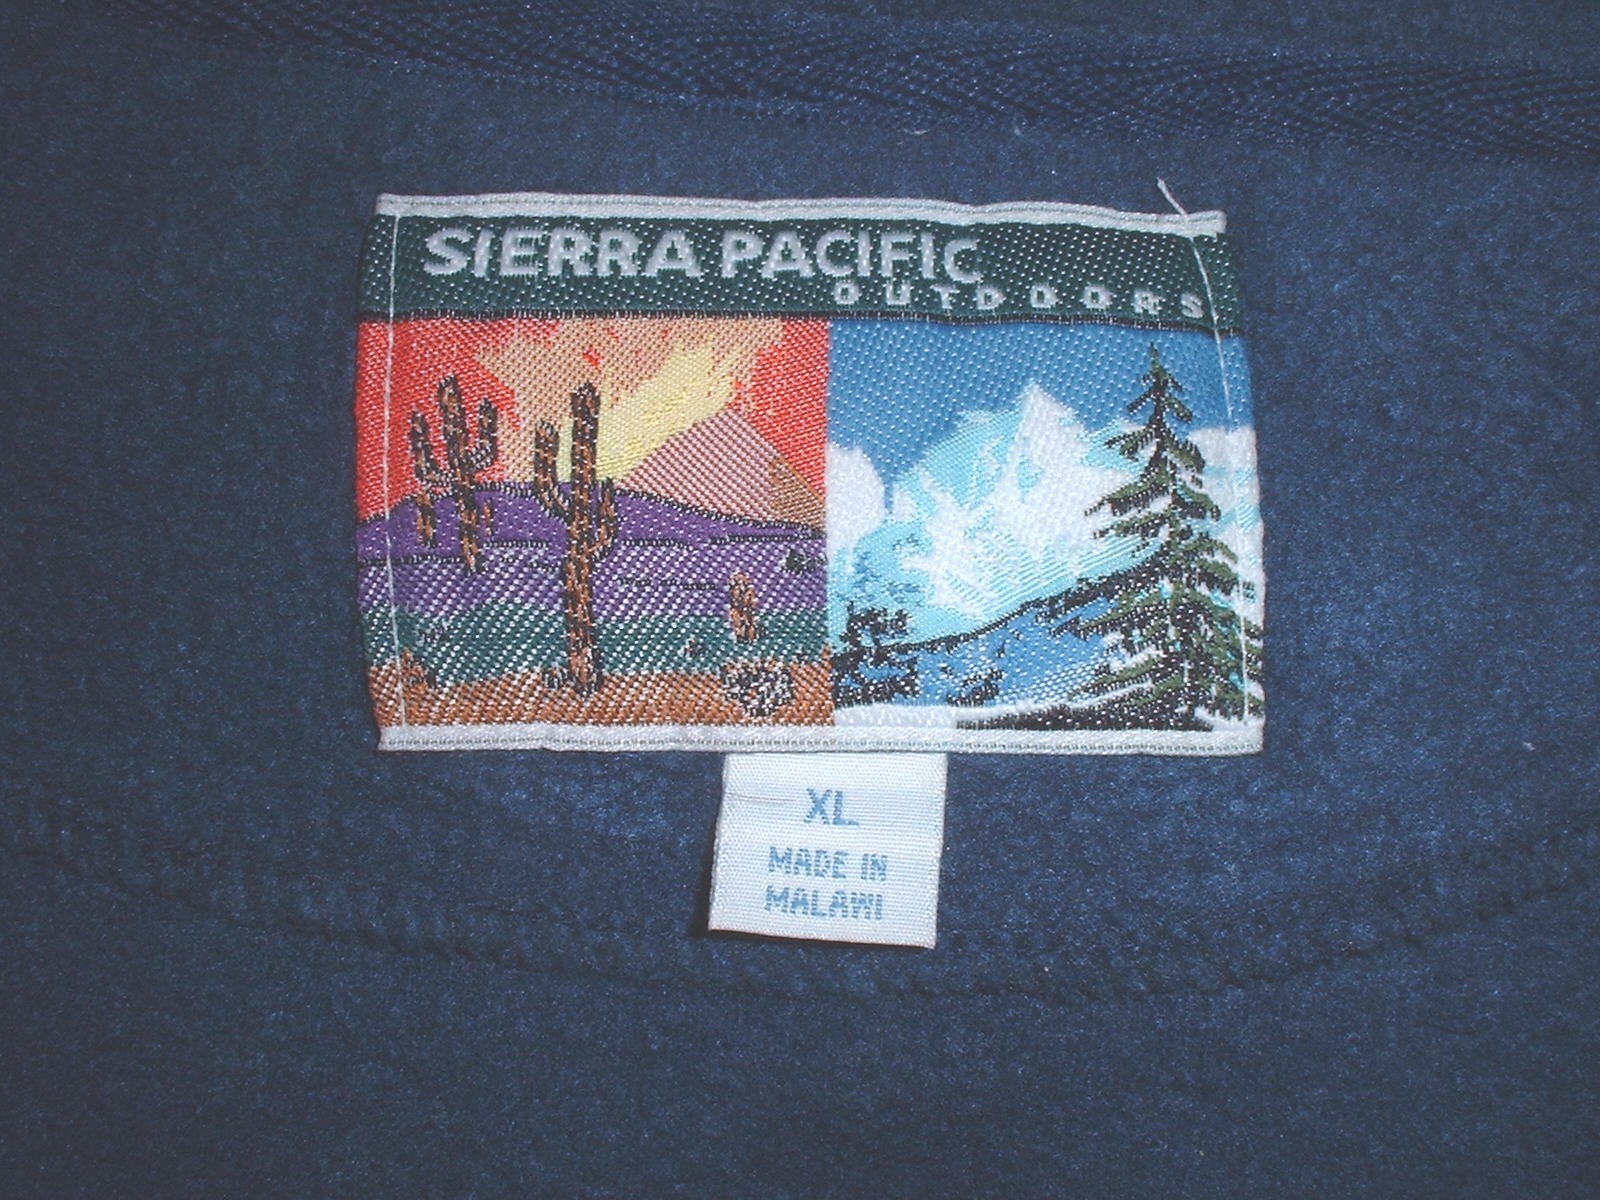 SIERRA PACIFIC
OUTDOORS
XL
MADE IN
MALAWI